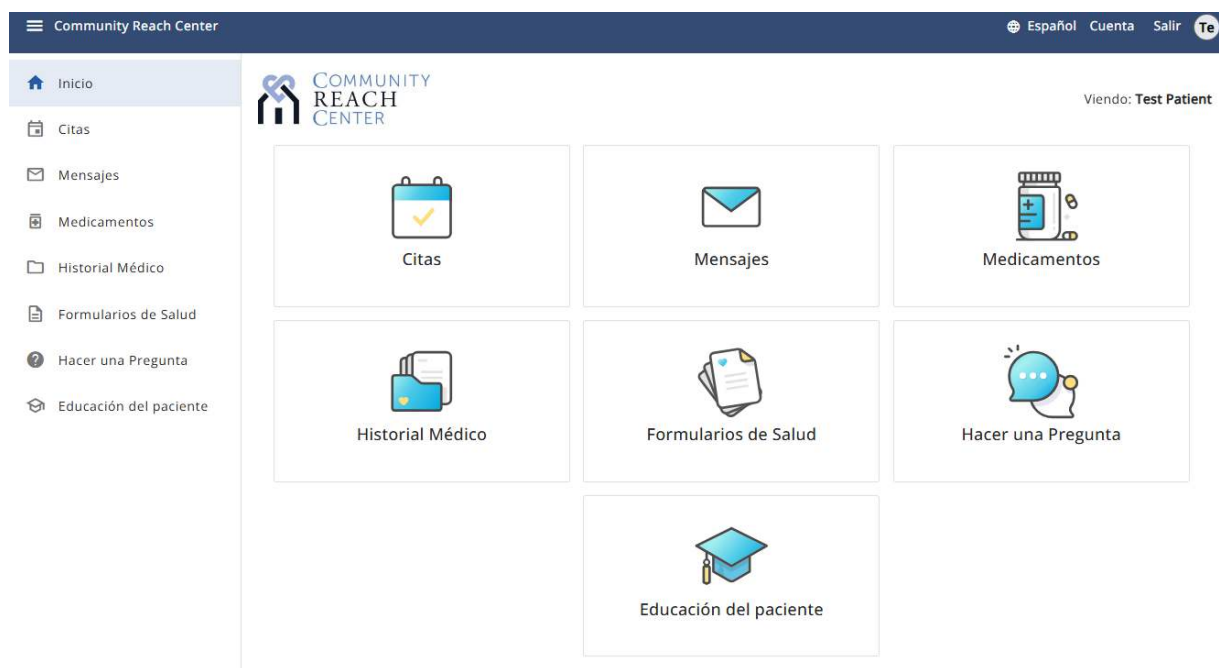 Community Reach Center
Español Cuenta Salir Te
Inicio
Citas
Mensajes
Medicamentos
Historial Médico
Formularios de Salud
Hacer una Pregunta
Educación del paciente
COMMUNITY
REACH
CENTER
Viendo: Test Patient
Citas
Mensajes
Medicamentos
Historial Médico
Formularios de Salud
Hacer una Pregunta
Educación del paciente